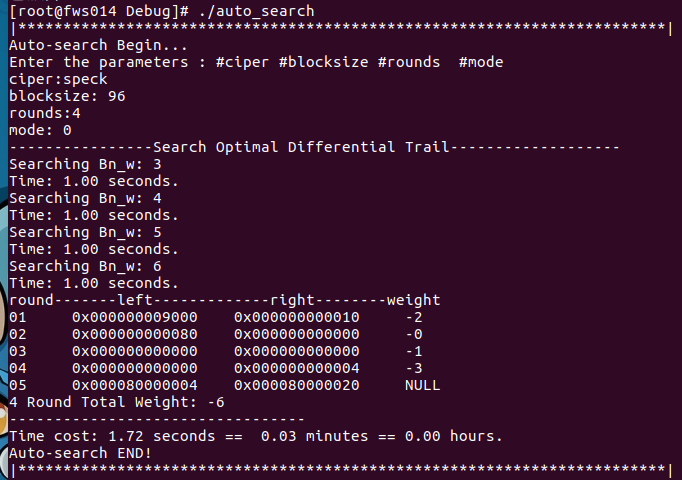 [root@fws014 Debug]# ./auto_search
|*************************************************************************|
Auto-search Begin...
Enter the parameters : #ciper #blocksize #rounds  #mode
ciper:speck
blocksize: 96
rounds:4
mode: 0
----------------Search Optimal Differential Trail-------------------
Searching Bn_w: 3
Time: 1.00 seconds.
Searching Bn_w: 4
Time: 1.00 seconds.
Searching Bn_w: 5
Time: 1.00 seconds.
Searching Bn_w: 6
Time: 1.00 seconds.
round-------left-------------right--------weight
01     0x000000009000    0x000000000010     -2
02     0x000000000080    0x000000000000     -0
03     0x000000000000    0x000000000000     -1
04     0x000000000000    0x000000000004     -3
05     0x000080000004    0x000080000020     NULL
4 Round Total Weight: -6
---------------------------------
Time cost: 1.72 seconds ==  0.03 minutes == 0.00 hours.
Auto-search END!
|*************************************************************************|